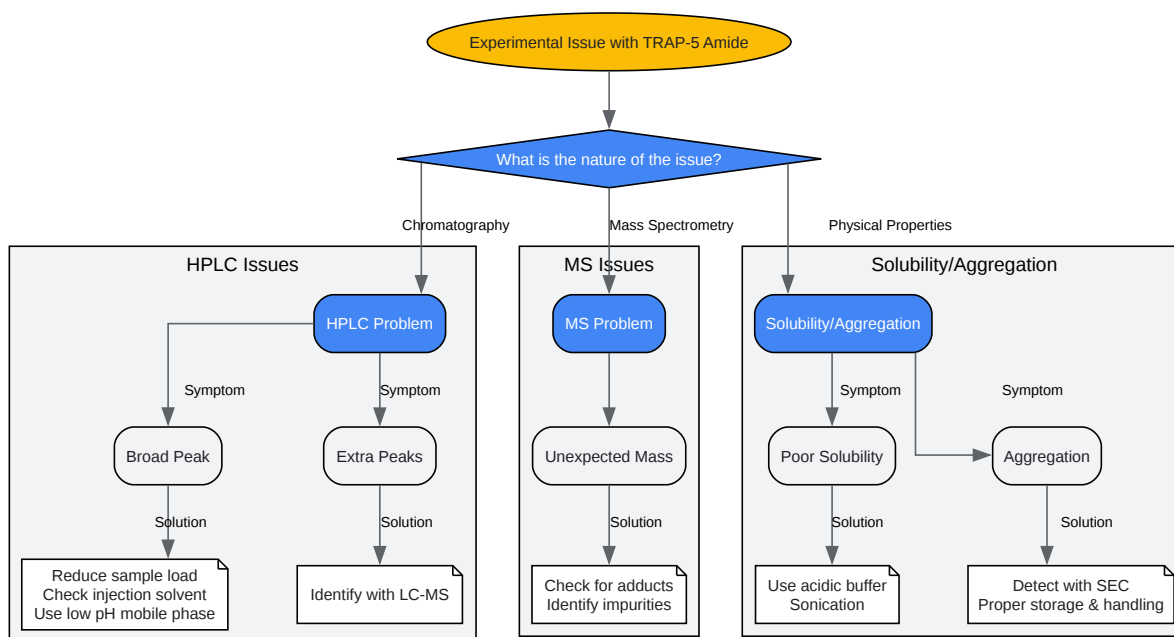 Experimental Issue with TRAP-5 Amide
What is the nature of the issue?
Chromatography
Mass Spectrometry
Physical Properties
HPLC Issues
MS Issues
Solubility/Aggregation
HPLC Problem
MS Problem
Solubility/Aggregation
Symptom
Symptom
Symptom
Symptom
Broad Peak
Extra Peaks
Unexpected Mass
Poor Solubility
Aggregation
Solution
Solution
Solution
Solution
Solution
Reduce sample load
Check injection solvent
Use low pH mobile phase
Identify with LC-MS
Check for adducts
Identify impurities
Use acidic buffer
Sonication
Detect with SEC
Proper storage & handling